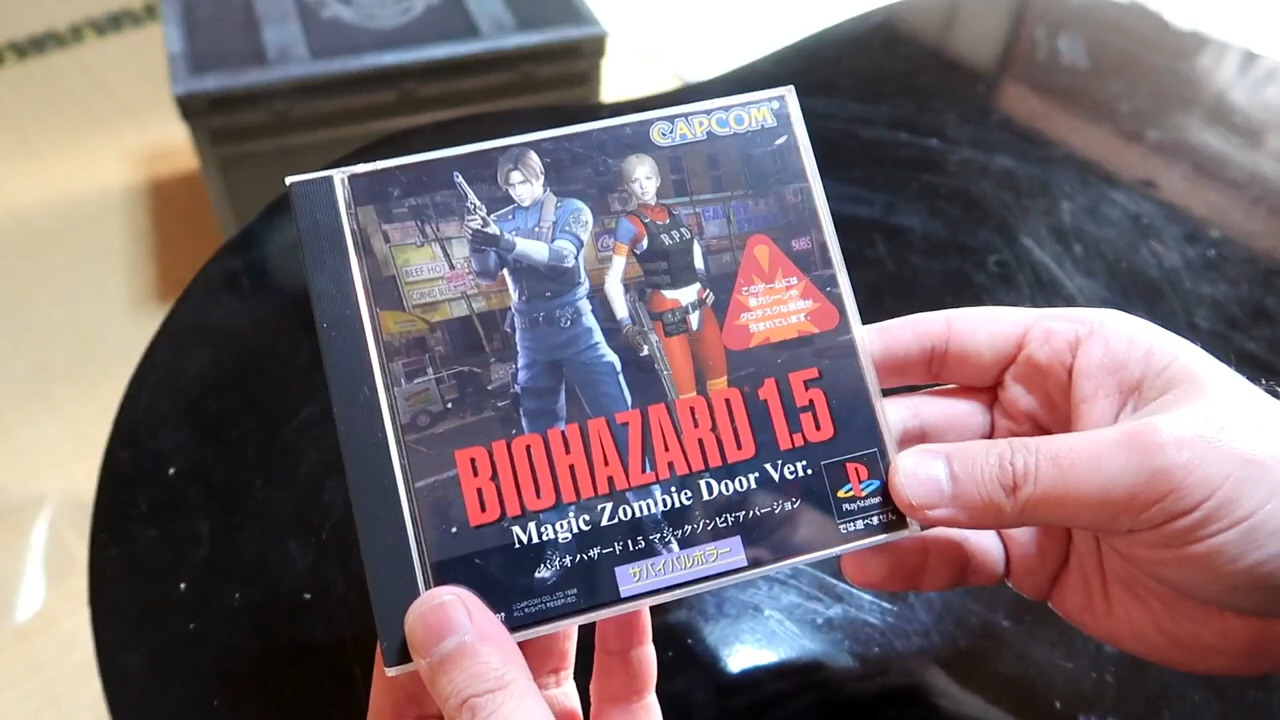 CAPCOM
R.P.D
SUBS
BEEF HOT
CORNED BEEF
このゲームには
暴力シーンや
グロテスクな表現が
含まれています。
BIOHAZARD 1.5
Magic Zombie Door Ver.
バイオハザード 1.5 マジックゾンビドア バージョン
サバイバルホラー
PlayStation
では遊べません
©CAPCOM CO.,LTD.1998
ALL RIGHTS RESERVED.